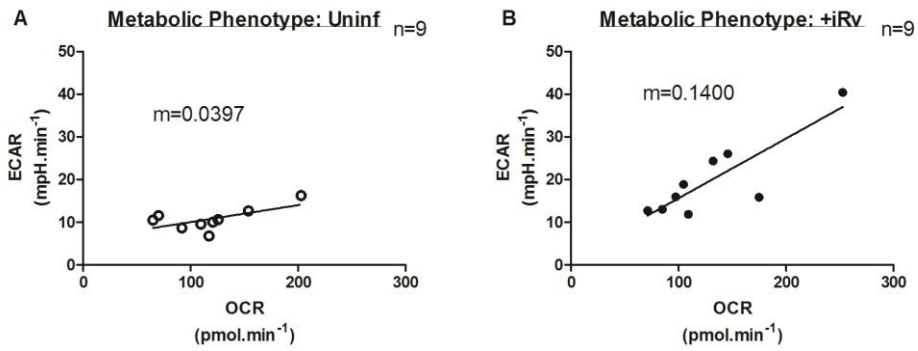 A
Metabolic Phenotype: Uninf
n=9
50
40
30
20
10
0
ECAR
(mpH.min-1)
m=0.0397
0
100
200
300
OCR
(pmol.min-1)
B
Metabolic Phenotype: +iRv
n=9
50
40
30
20
10
0
ECAR
(mpH.min-1)
m=0.1400
0
100
200
300
OCR
(pmol.min-1)